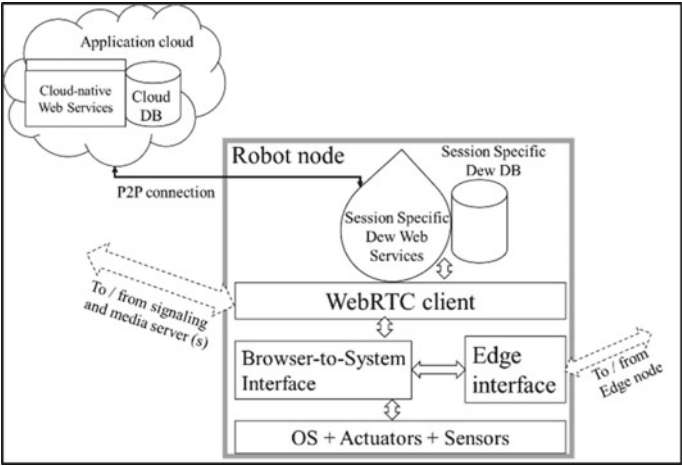 Application cloud
Cloud-native
Web Services
Cloud
DB
P2P connection
Robot node
Session Specific
Dew DB
Session Specific
Dew Web
Services
To / from signaling
and media server (s)
WebRTC client
Browser-to-System
Interface
Edge
interface
To / from
Edge node
OS + Actuators + Sensors